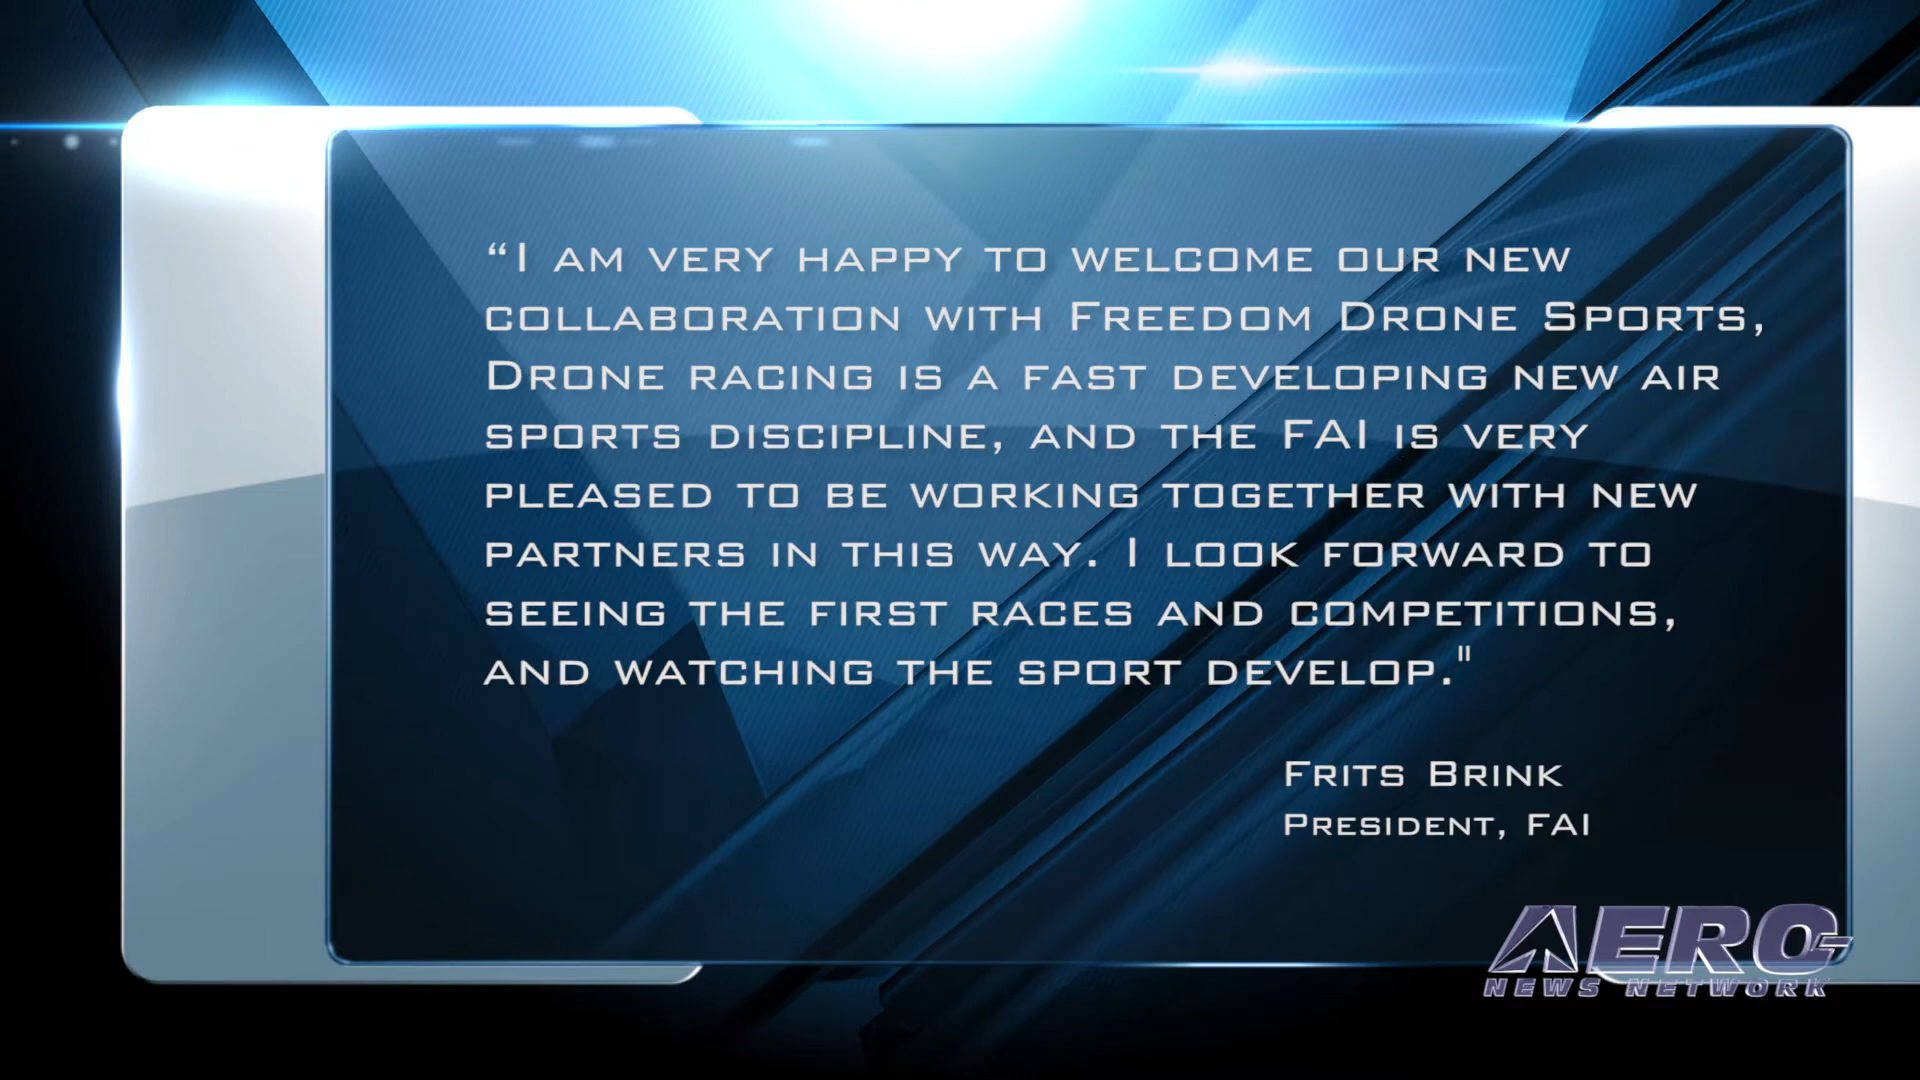 “I am very happy to welcome our new
collaboration with Freedom Drone Sports,
Drone racing is a fast developing new air
sports discipline, and the FAI is very
pleased to be working together with new
partners in this way. I look forward to
seeing the first races and competitions,
and watching the sport develop."
Frits Brink
President, FAI
AERO-
NEWS NETWORK